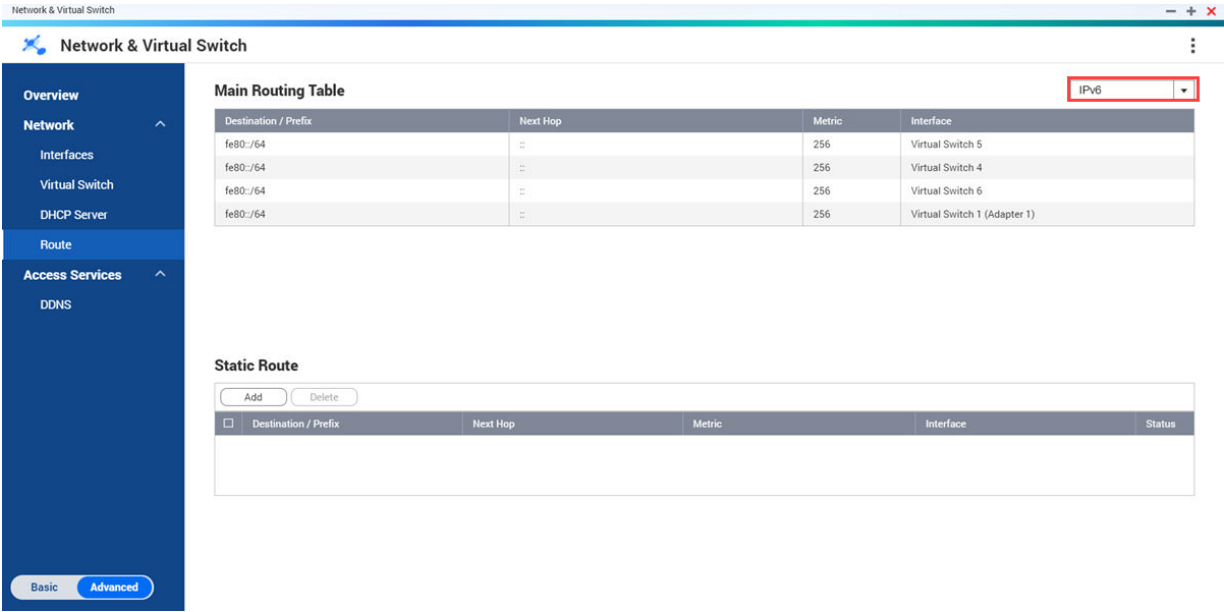 Network & Virtual Switch
Network & Virtual Switch
Overview
Network
Interfaces
Virtual Switch
DHCP Server
Route
Access Services
DDNS
Basic Advanced
Main Routing Table IPv6
Destination / Prefix Next Hop Metric Interface
fe80::/64 :: 256 Virtual Switch 5
fe80::/64 :: 256 Virtual Switch 4
fe80::/64 :: 256 Virtual Switch 6
fe80::/64 :: 256 Virtual Switch 1 (Adapter 1)
Static Route
Add Delete
Destination / Prefix Next Hop Metric Interface Status